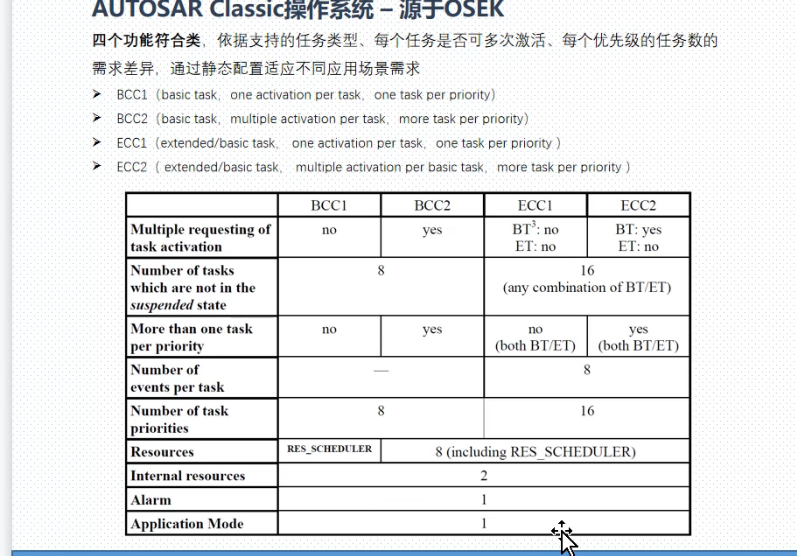 AUTOSAR Classic操作系统 – 源于OSEK
四个功能符合类，依据支持的任务类型、每个任务是否可多次激活、每个优先级的任务数的
需求差异，通过静态配置适应不同应用场景需求
➤ BCC1（basic task，one activation per task，one task per priority）
➤ BCC2（basic task，multiple activation per task，more task per priority）
➤ ECC1（extended/basic task， one activation per task，one task per priority ）
➤ ECC2（ extended/basic task， multiple activation per basic task，more task per priority ）
BCC1 BCC2 ECC1 ECC2
Multiple requesting of no yes BT³: no BT: yes
task activation ET: no ET: no
Number of tasks 8 16
which are not in the (any combination of BT/ET)
suspended state
More than one task no yes no yes
per priority (both BT/ET) (both BT/ET)
Number of — 8
events per task
Number of task 8 16
priorities
Resources RES_SCHEDULER 8 (including RES_SCHEDULER)
Internal resources 2
Alarm 1
Application Mode 1